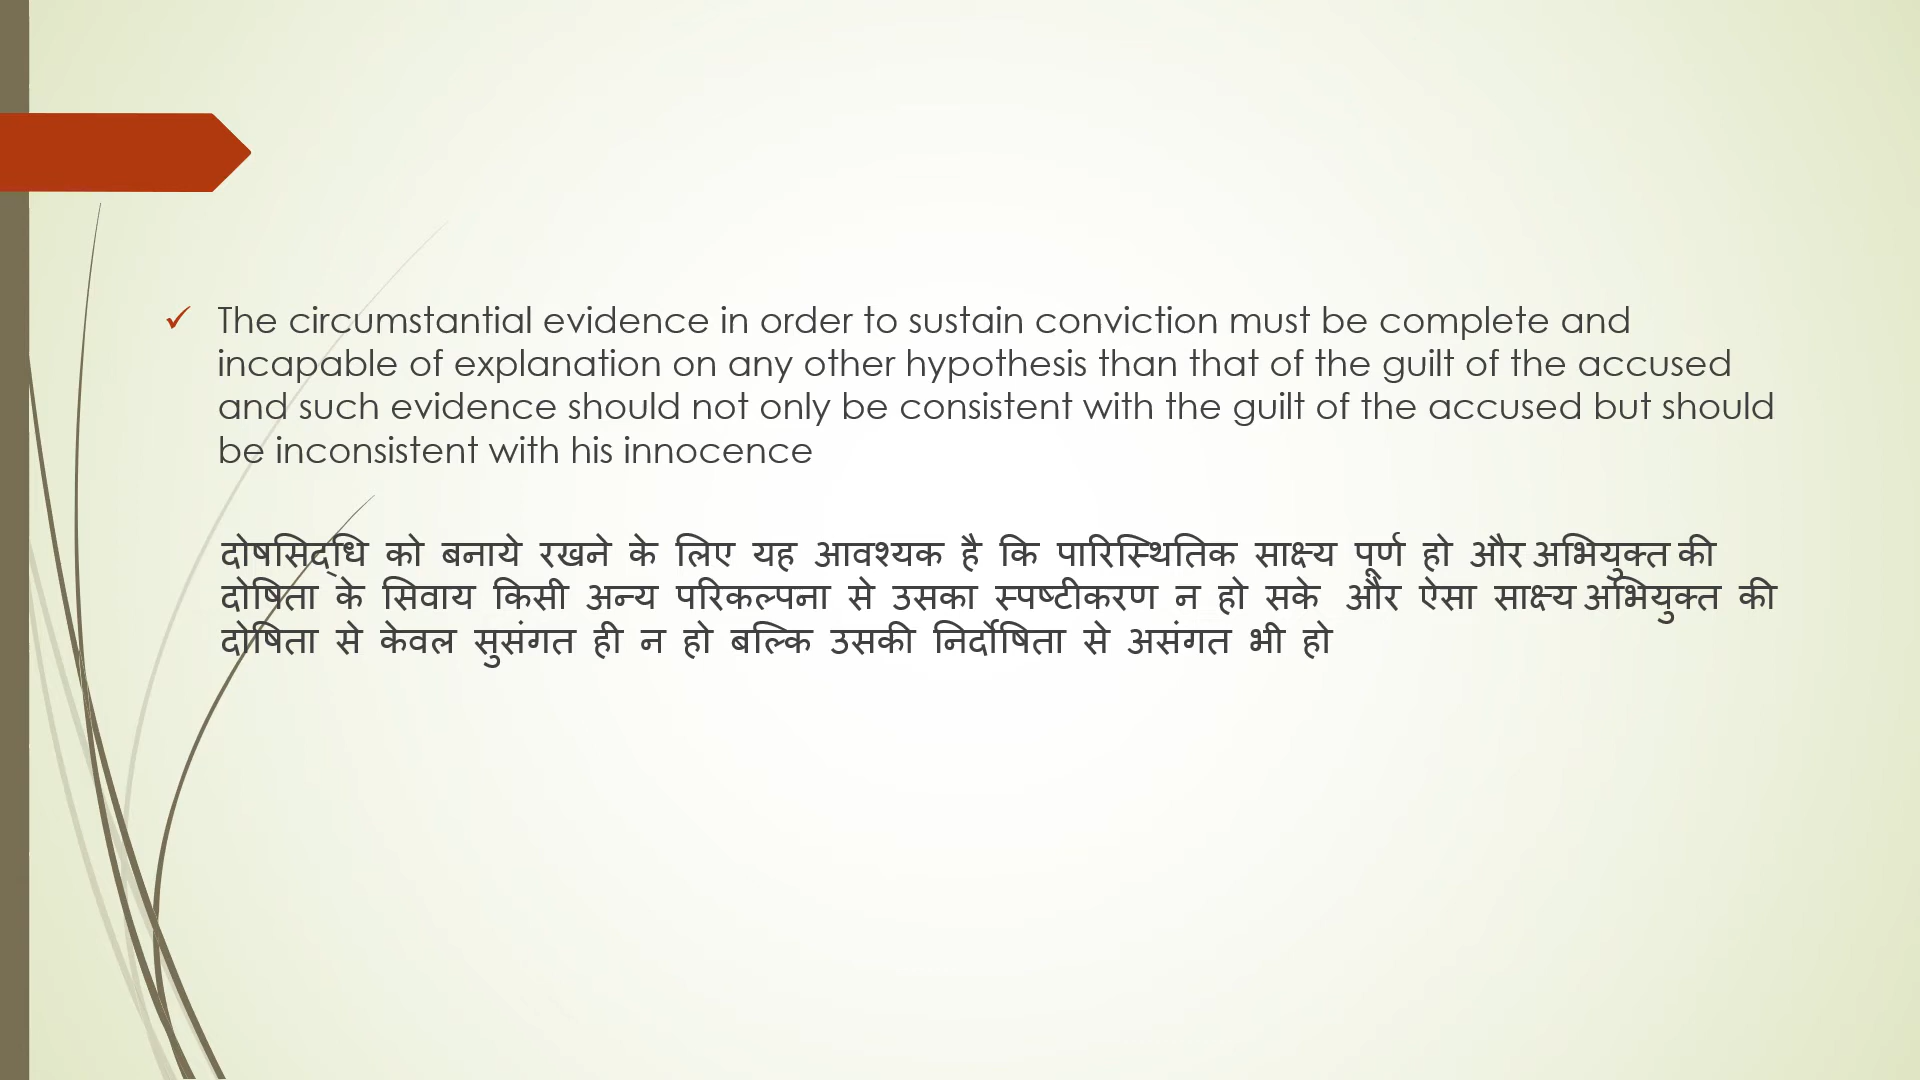 The circumstantial evidence in order to sustain conviction must be complete and
incapable of explanation on any other hypothesis than that of the guilt of the accused
and such evidence should not only be consistent with the guilt of the accused but should
be inconsistent with his innocence
दोषसिद्धि को बनाये रखने के लिए यह आवश्यक है कि पारिस्थितिक साक्ष्य पूर्ण हो और अभियुक्त की
दोषिता के सिवाय किसी अन्य परिकल्पना से उसका स्पष्टीकरण न हो सके और ऐसा साक्ष्य अभियुक्त की
दोषिता से केवल सुसंगत ही न हो बल्कि उसकी निर्दोषिता से असंगत भी हो